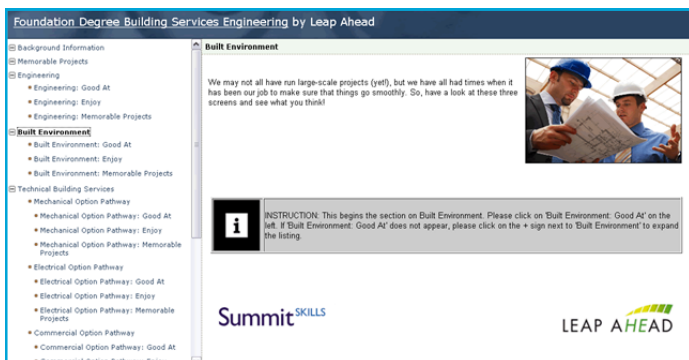 Foundation Degree Building Services Engineering by Leap Ahead
Background Information
Memorable Projects
Engineering
Engineering: Good At
Engineering: Enjoy
Engineering: Memorable Projects
Built Environment
Built Environment: Good At
Built Environment: Enjoy
Built Environment: Memorable Projects
Technical Building Services
Mechanical Option Pathway
Mechanical Option Pathway: Good At
Mechanical Option Pathway: Enjoy
Mechanical Option Pathway: Memorable
Projects
Electrical Option Pathway
Electrical Option Pathway: Good At
Electrical Option Pathway: Enjoy
Electrical Option Pathway: Memorable
Projects
Commercial Option Pathway
Commercial Option Pathway: Good At
Built Environment
We may not all have run large-scale projects (yet!), but we have all had times when it
has been our job to make sure that things go smoothly. So, have a look at these three
screens and see what you think!
i
INSTRUCTION: This begins the section on Built Environment. Please click on 'Built Environment: Good At' on the
left. If 'Built Environment: Good At' does not appear, please click on the + sign next to 'Built Environment' to expand
the listing.
Summit SKILLS
LEAP AHEAD